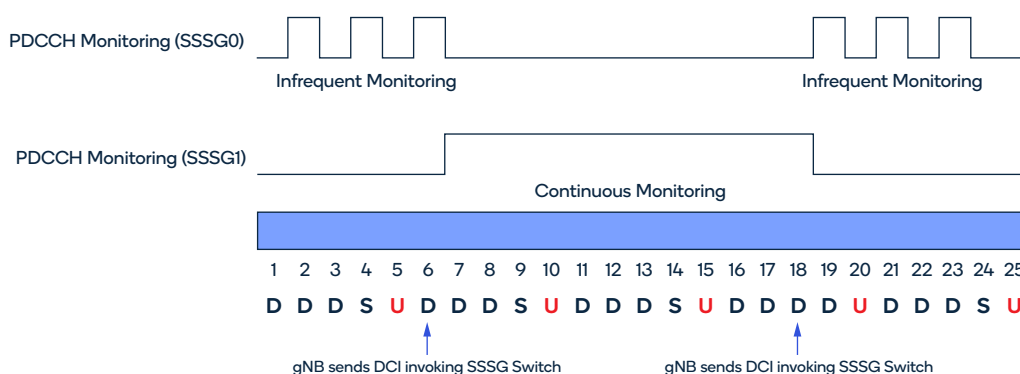 PDCCH Monitoring (SSSG0)
Infrequent Monitoring Infrequent Monitoring
PDCCH Monitoring (SSSG1)
Continuous Monitoring
1 2 3 4 5 6 7 8 9 10 11 12 13 14 15 16 17 18 19 20 21 22 23 24 25
D D D S U D D D S U D D D S U D D D U D D D S U
gNB sends DCI invoking SSSG Switch gNB sends DCI invoking SSSG Switch